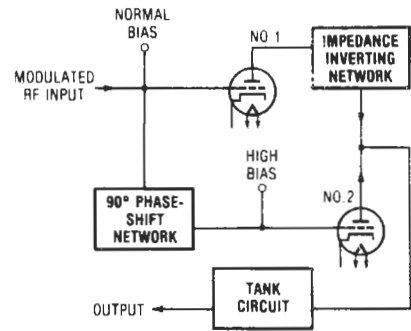 NORMAL
BIAS
NO. 1
IMPEDANCE
INVERTING
NETWORK
MODULATED
RF INPUT
HIGH
BIAS
90° PHASE-
SHIFT
NETWORK
NO. 2
TANK
CIRCUIT
OUTPUT